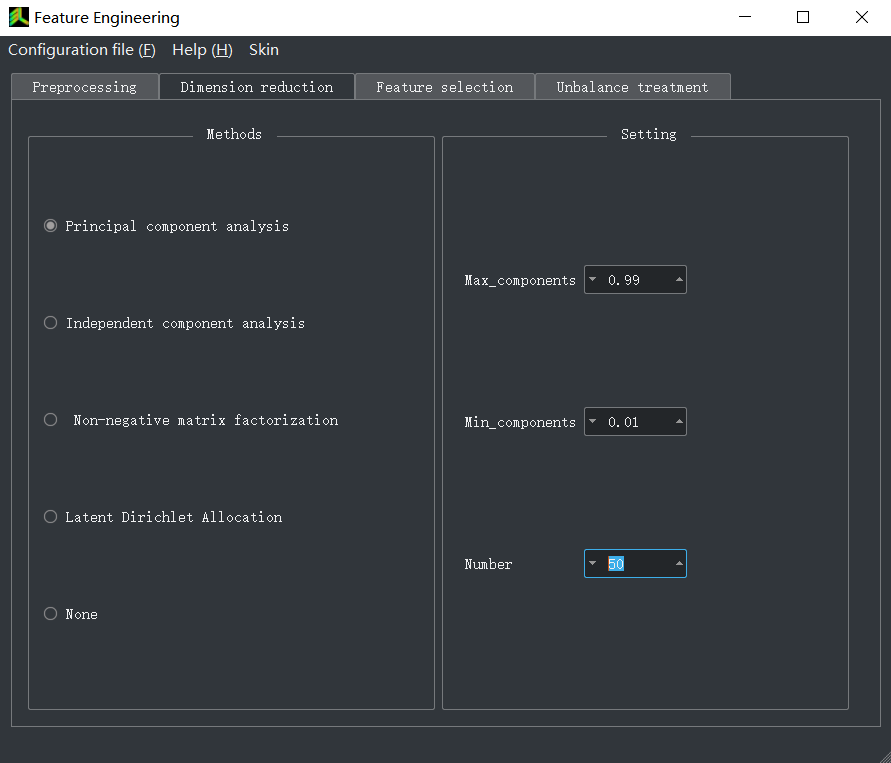 Feature Engineering
Configuration file (F) Help (H) Skin
Preprocessing Dimension reduction Feature selection Unbalance treatment
Methods
Principal component analysis
Independent component analysis
Non-negative matrix factorization
Latent Dirichlet Allocation
None
Setting
Max_components 0.99
Min_components 0.01
Number 50